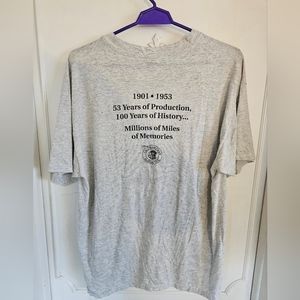 1901 • 1953
53 Years of Production,
100 Years of History...
Millions of Miles
of Memories